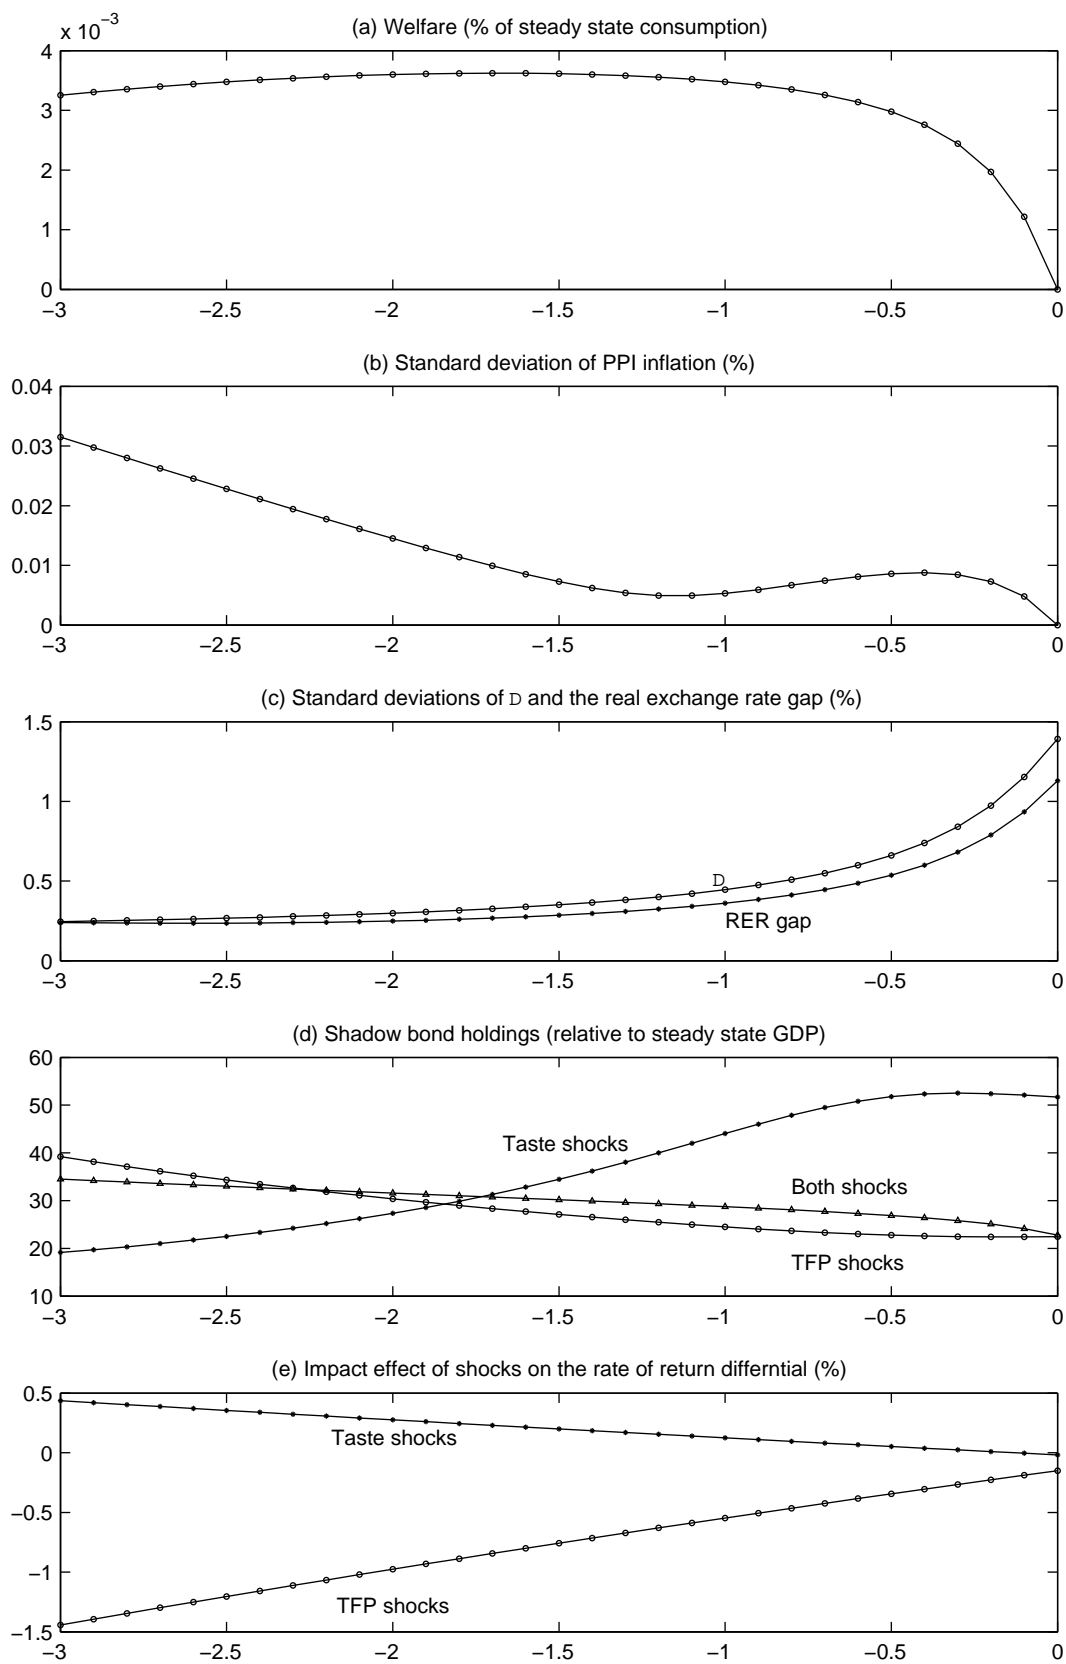 (a) Welfare (% of steady state consumption)
x 10−3
4
3
2
1
0
−3 −2.5 −2 −1.5 −1 −0.5 0
(b) Standard deviation of PPI inflation (%)
0.04
0.03
0.02
0.01
0
−3 −2.5 −2 −1.5 −1 −0.5 0
(c) Standard deviations of D and the real exchange rate gap (%)
1.5
1
0.5
0
D
RER gap
−3 −2.5 −2 −1.5 −1 −0.5 0
(d) Shadow bond holdings (relative to steady state GDP)
60
50
40
30
20
10
Taste shocks
Both shocks
TFP shocks
−3 −2.5 −2 −1.5 −1 −0.5 0
(e) Impact effect of shocks on the rate of return differntial (%)
0.5
0
−0.5
−1
−1.5
Taste shocks
TFP shocks
−3 −2.5 −2 −1.5 −1 −0.5 0